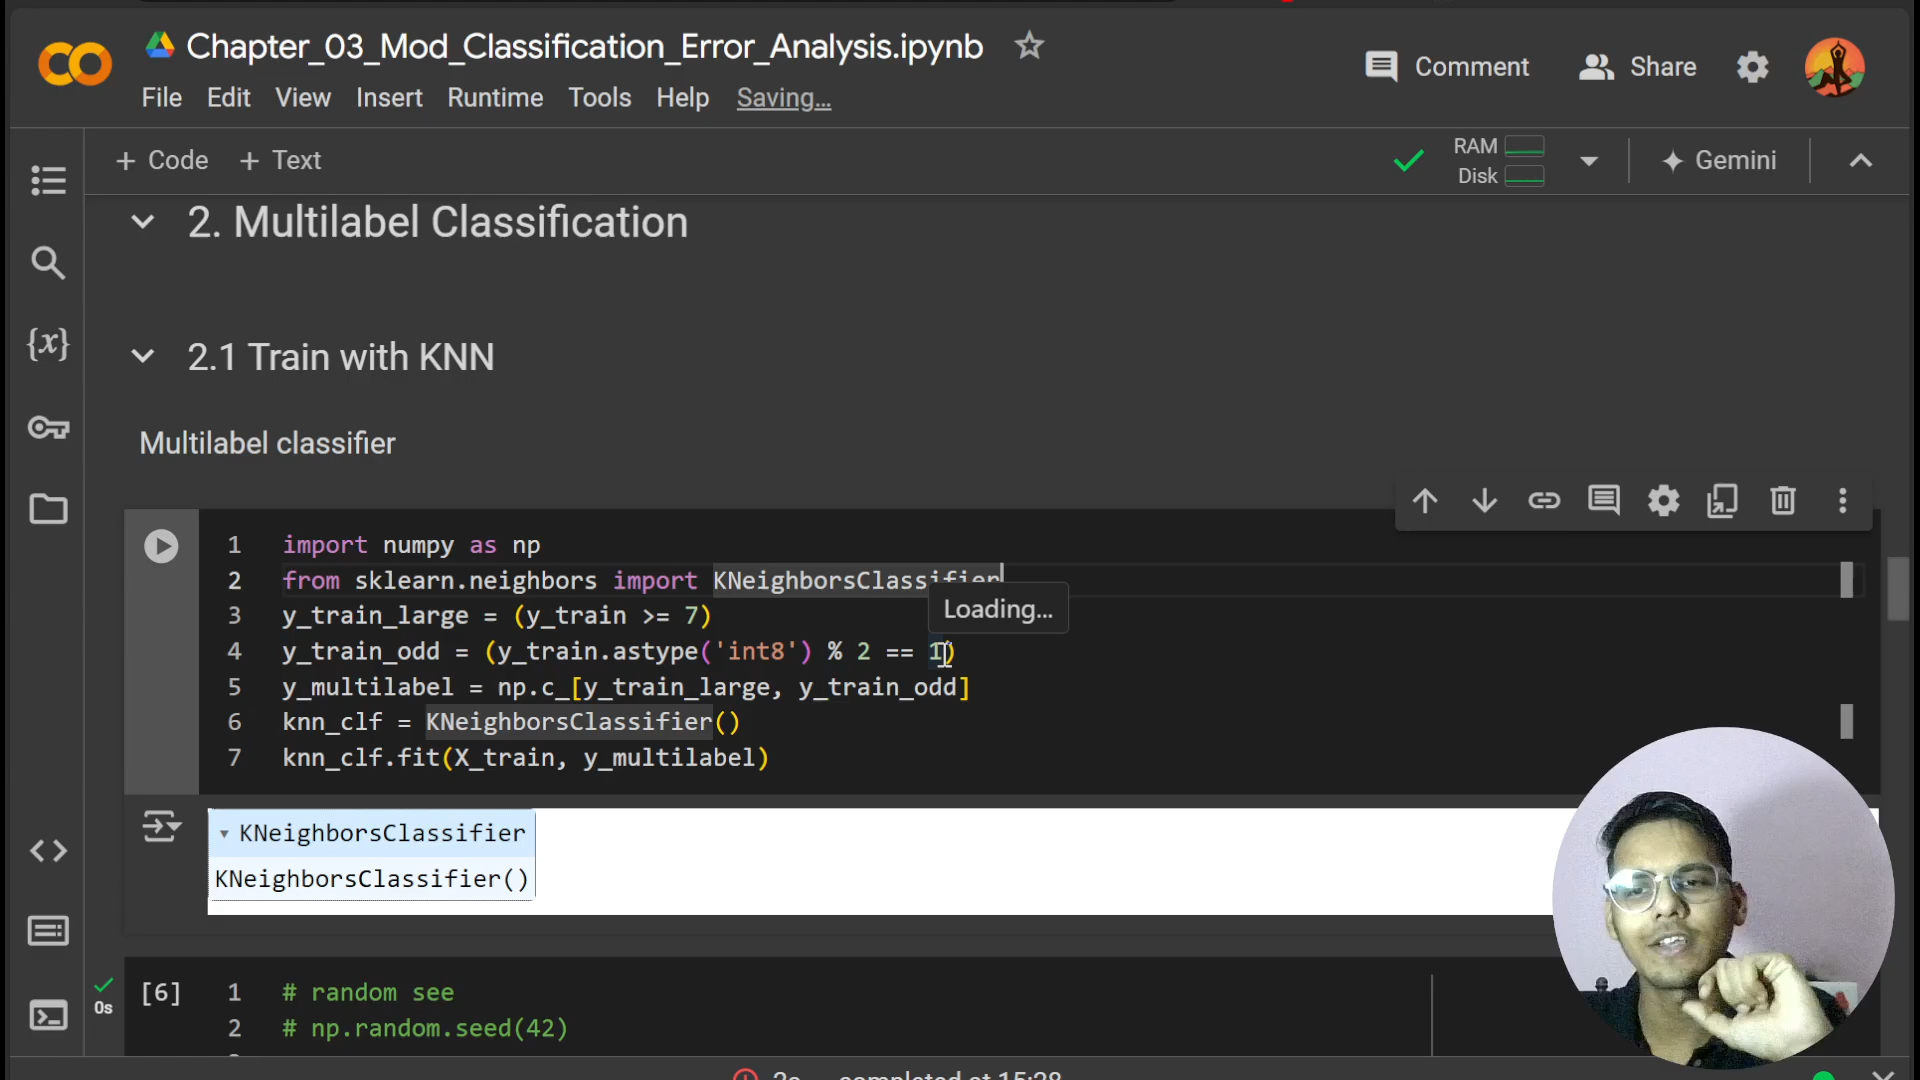 Chapter_03_Mod_Classification_Error_Analysis.ipynb
File Edit View Insert Runtime Tools Help Saving...
Comment Share
+ Code + Text
RAM
Disk
Gemini
2. Multilabel Classification
2.1 Train with KNN
Multilabel classifier
1 import numpy as np
2 from sklearn.neighbors import KNeighborsClassifier
Loading...
3 y_train_large = (y_train >= 7)
4 y_train_odd = (y_train.astype('int8') % 2 == 1)
5 y_multilabel = np.c_[y_train_large, y_train_odd]
6 knn_clf = KNeighborsClassifier()
7 knn_clf.fit(X_train, y_multilabel)
KNeighborsClassifier
KNeighborsClassifier()
0s
[6] 1 # random see
2 # np.random.seed(42)
completed at 15:28